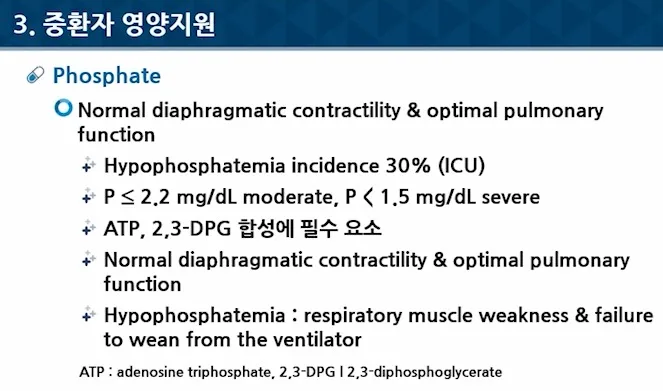 3. 중환자 영양지원
Phosphate
Normal diaphragmatic contractility & optimal pulmonary
function
Hypophosphatemia incidence 30% (ICU)
P ≤ 2.2 mg/dL moderate, P < 1.5 mg/dL severe
ATP, 2,3-DPG 합성에 필수 요소
Normal diaphragmatic contractility & optimal pulmonary
function
Hypophosphatemia : respiratory muscle weakness & failure
to wean from the ventilator
ATP : adenosine triphosphate, 2,3-DPG l 2,3-diphosphoglycerate